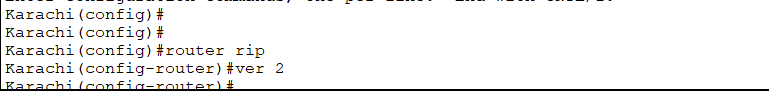 Karachi(config)#
Karachi(config)#
Karachi(config)#router rip
Karachi(config-router)#ver 2
Karachi(config-router)#